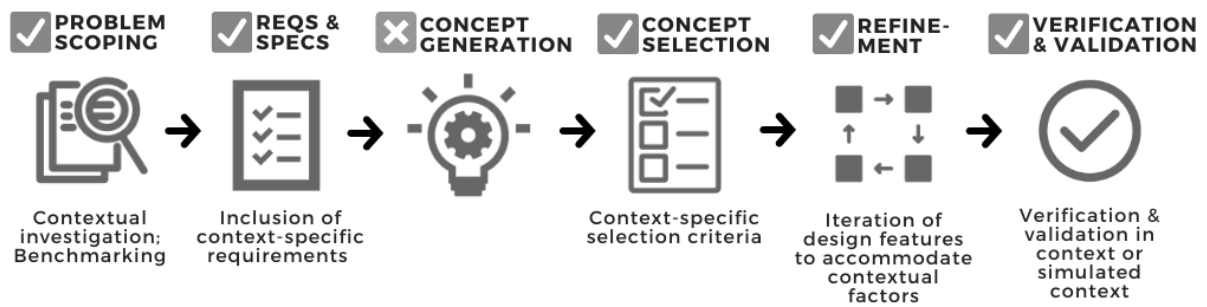 PROBLEM
SCOPING
REQS &
SPECS
CONCEPT
GENERATION
CONCEPT
SELECTION
REFINE-
MENT
VERIFICATION
& VALIDATION
Contextual
investigation;
Benchmarking
Inclusion of
context-specific
requirements
Context-specific
selection criteria
Iteration of
design features
to accommodate
contextual
factors
Verification &
validation in
context or
simulated
context